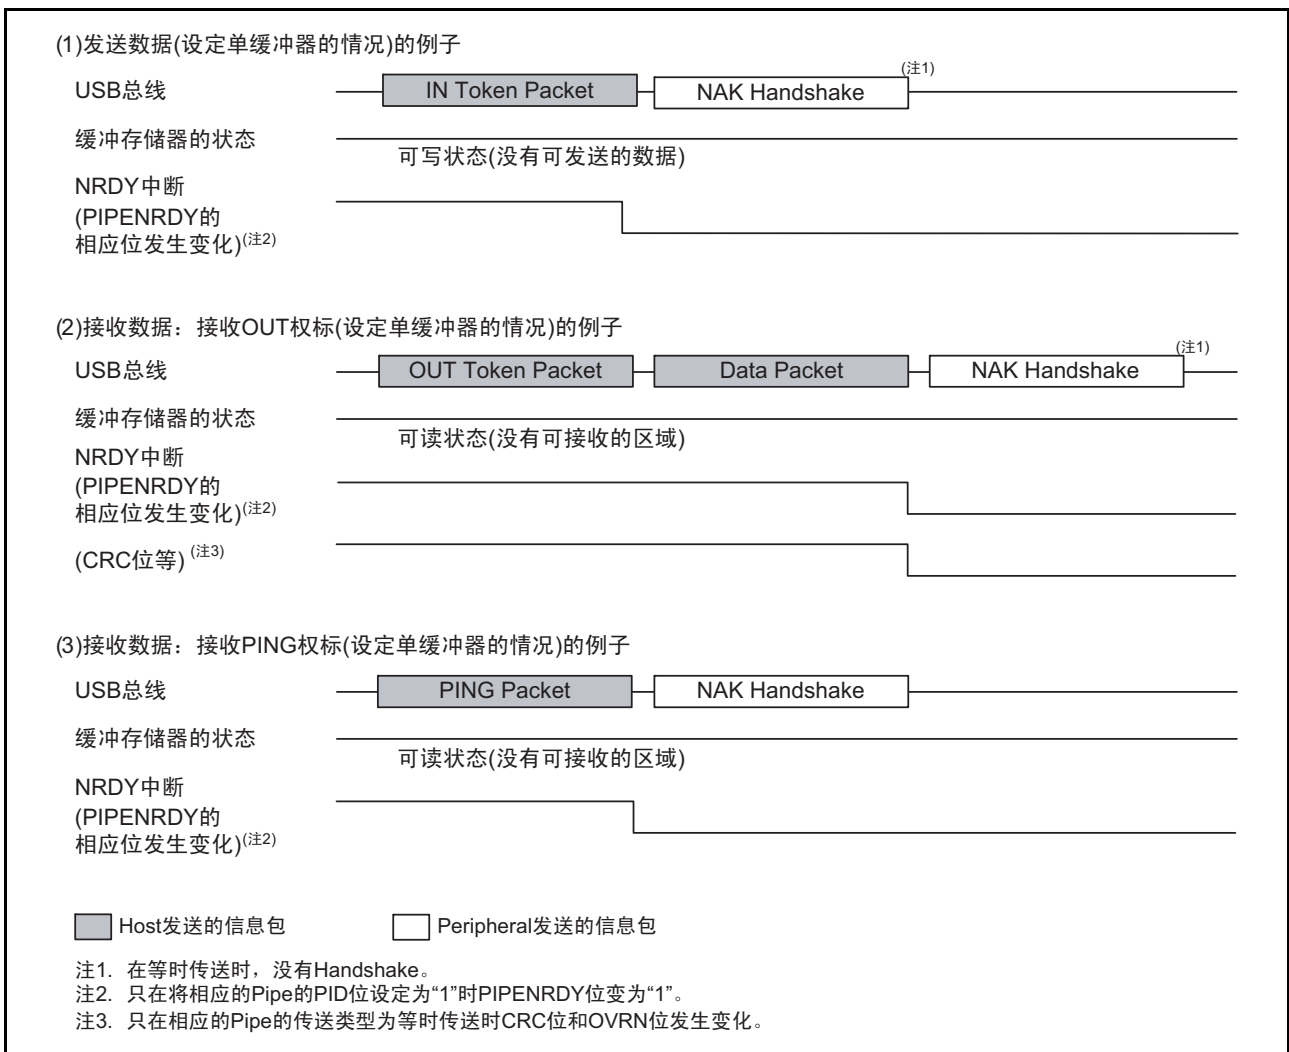 (1)发送数据(设定单缓冲器的情况)的例子
USB总线
IN Token Packet
NAK Handshake
(注1)
缓冲存储器的状态
可写状态(没有可发送的数据)
NRDY中断
(PIPENRDY的
相应位发生变化)(注2)
(2)接收数据：接收OUT权标(设定单缓冲器的情况)的例子
USB总线
OUT Token Packet
Data Packet
NAK Handshake
(注1)
缓冲存储器的状态
可读状态(没有可接收的区域)
NRDY中断
(PIPENRDY的
相应位发生变化)(注2)
(CRC位等) (注3)
(3)接收数据：接收PING权标(设定单缓冲器的情况)的例子
USB总线
PING Packet
NAK Handshake
缓冲存储器的状态
可读状态(没有可接收的区域)
NRDY中断
(PIPENRDY的
相应位发生变化)(注2)
Host发送的信息包
Peripheral发送的信息包
注1. 在等时传送时，没有Handshake。
注2. 只在将相应的Pipe的PID位设定为“1”时PIPENRDY位变为“1”。
注3. 只在相应的Pipe的传送类型为等时传送时CRC位和OVRN位发生变化。